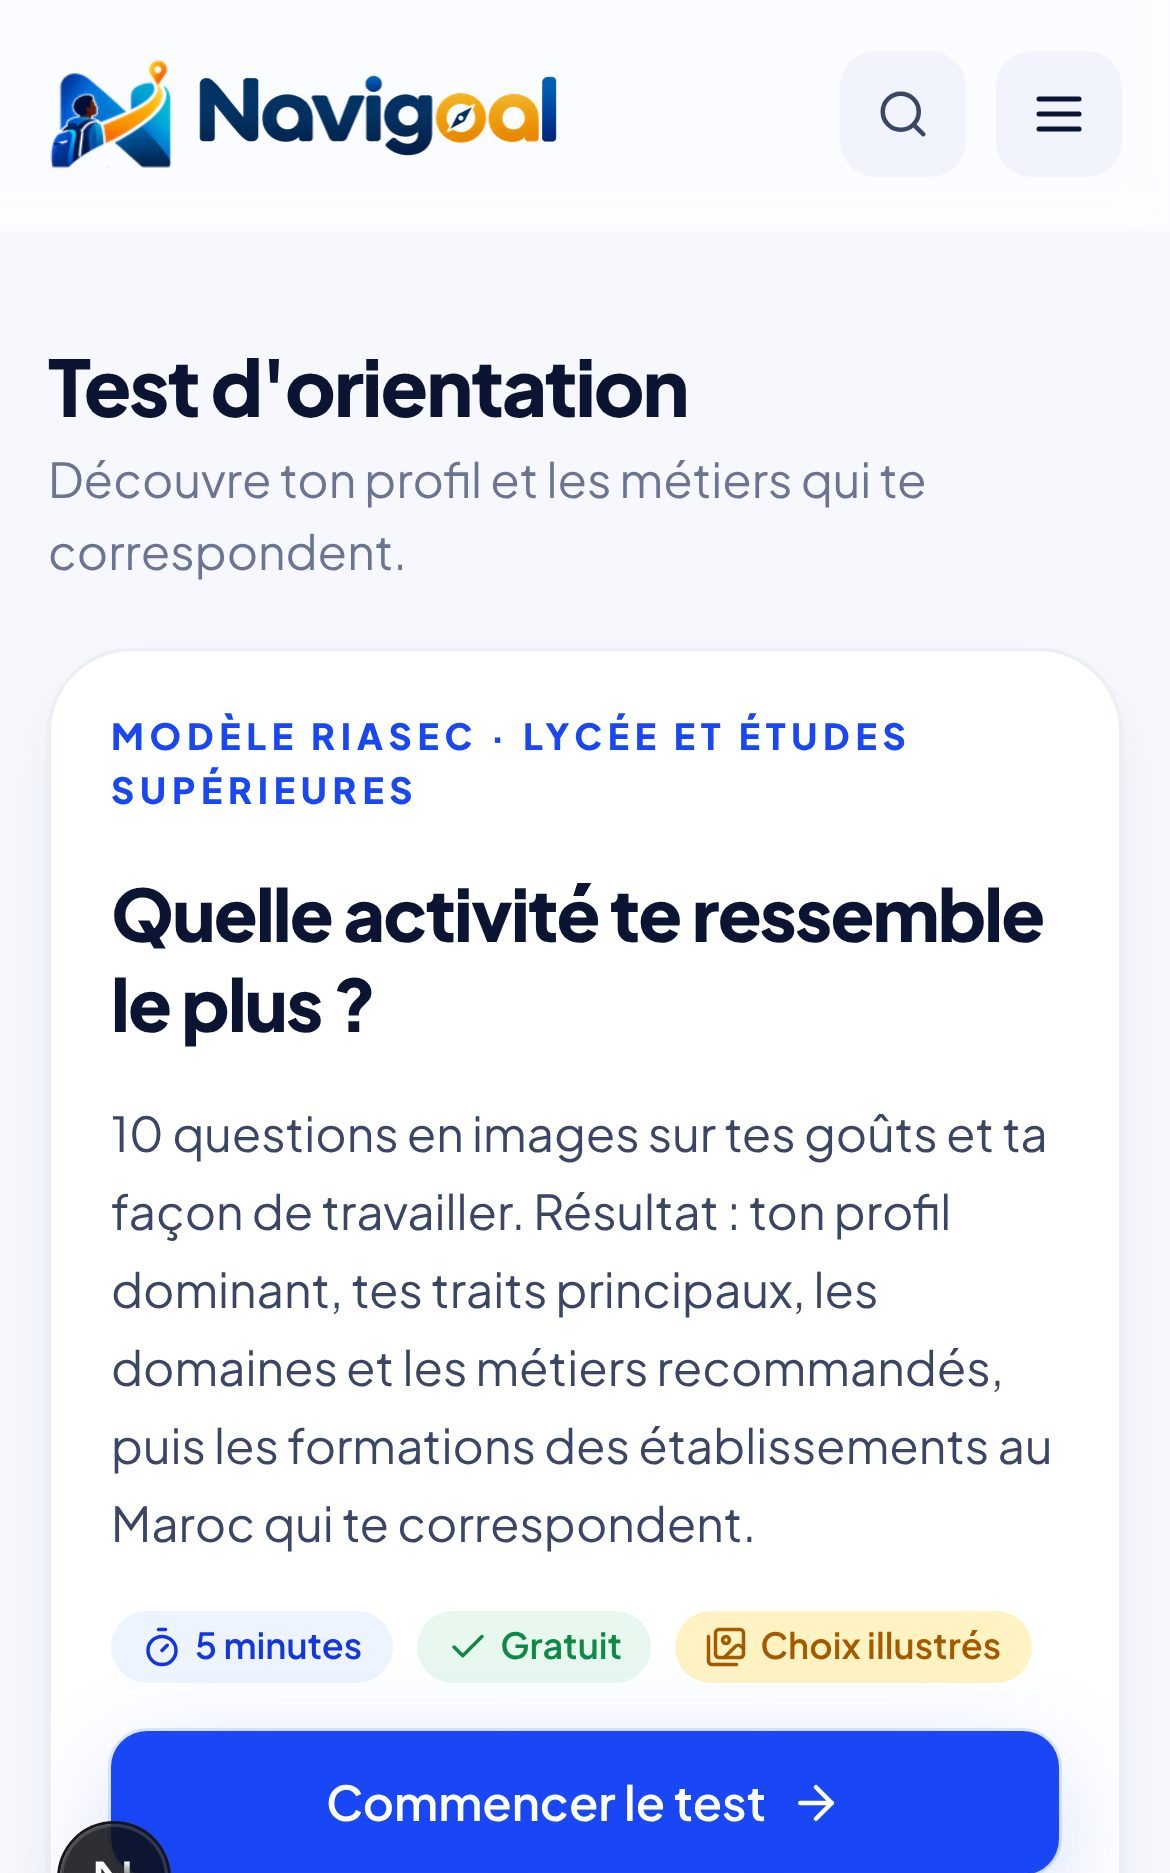 Navigoal
Test d'orientation
Découvre ton profil et les métiers qui te
correspondent.
MODÈLE RIASEC · LYCÉE ET ÉTUDES
SUPÉRIEURES
Quelle activité te ressemble
le plus ?
10 questions en images sur tes goûts et ta
façon de travailler. Résultat : ton profil
dominant, tes traits principaux, les
domaines et les métiers recommandés,
puis les formations des établissements au
Maroc qui te correspondent.
5 minutes Gratuit Choix illustrés
Commencer le test →
N